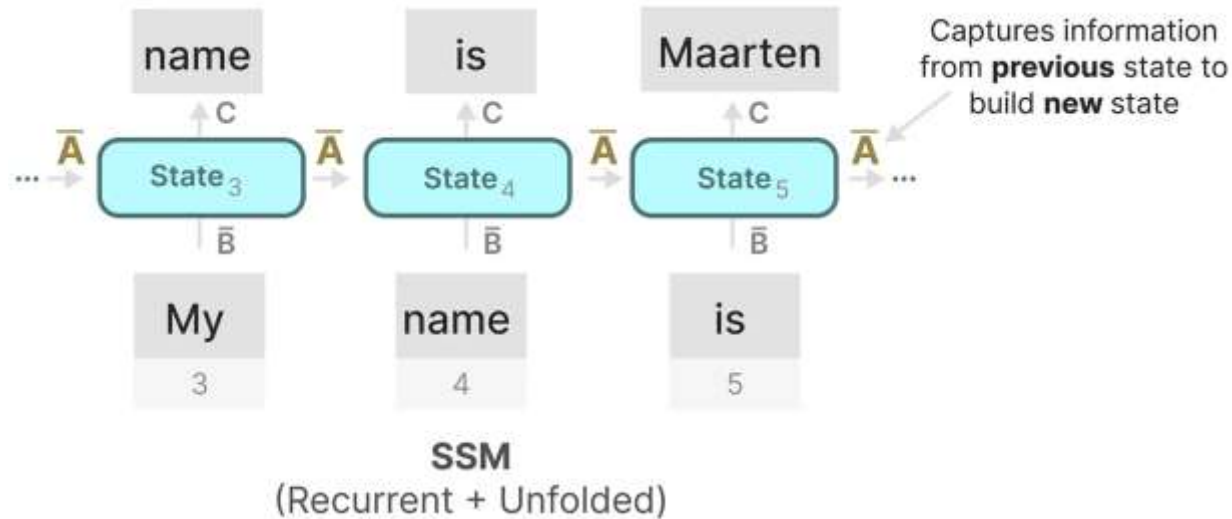 name is Maarten
Captures information
from previous state to
build new state
C C C
A̅ A̅ A̅ A̅
... State₃ State₄ State₅ ...
B̅ B̅ B̅
My name is
3 4 5
SSM
(Recurrent + Unfolded)